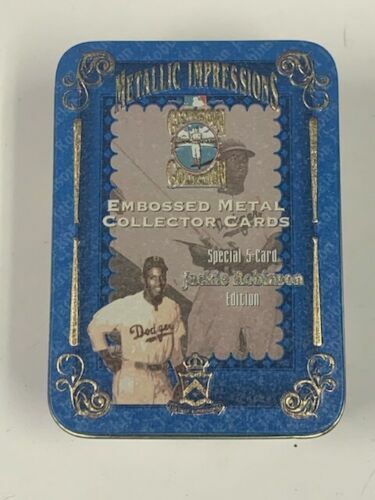 METALLIC IMPRESSIONS
EMBOSSED METAL
COLLECTOR CARDS
Special 5-Card
Jackie Robinson
Edition
Dodgers